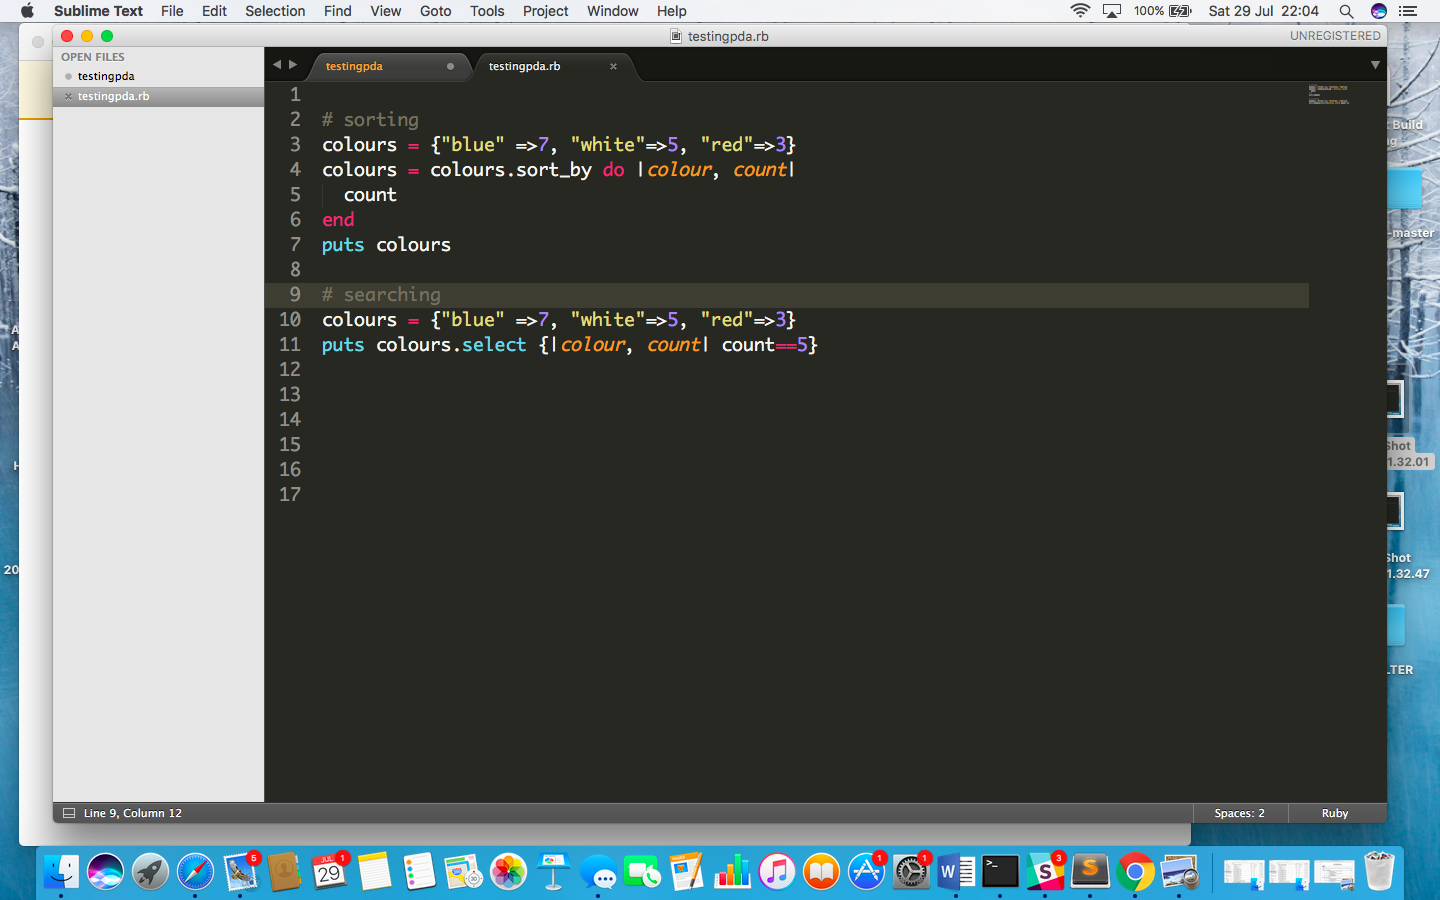 Sublime Text File Edit Selection Find View Goto Tools Project Window Help 100% Sat 29 Jul 22:04
testingpda.rb UNREGISTERED
OPEN FILES
testingpda
testingpda.rb
testingpda testingpda.rb
1
2 # sorting
3 colours = {"blue" =>7, "white"=>5, "red"=>3}
4 colours = colours.sort_by do |colour, count|
5 count
6 end
7 puts colours
8
9 # searching
10 colours = {"blue" =>7, "white"=>5, "red"=>3}
11 puts colours.select {|colour, count| count==5}
12
13
14
15
16
17
Build
-master
Shot
1.32.01
Shot
1.32.47
LTER
20
Line 9, Column 12 Spaces: 2 Ruby
5
JUL
29
1
1
1
3